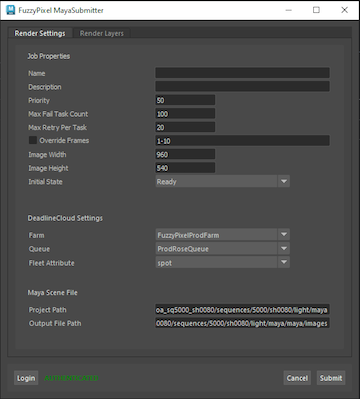 FuzzyPixel MayaSubmitter
Render Settings Render Layers
Job Properties
Name
Description
Priority 50
Max Fail Task Count 100
Max Retry Per Task 20
Override Frames 1-10
Image Width 960
Image Height 540
Initial State Ready
DeadlineCloud Settings
Farm FuzzyPixelProdFarm
Queue ProdRoseQueue
Fleet Attribute spot
Maya Scene File
Project Path oa_sq5000_sh0080/sequences/5000/sh0080/light/maya
Output File Path 0080/sequences/5000/sh0080/light/maya/maya/images
Login AUTHENTICATED Cancel Submit